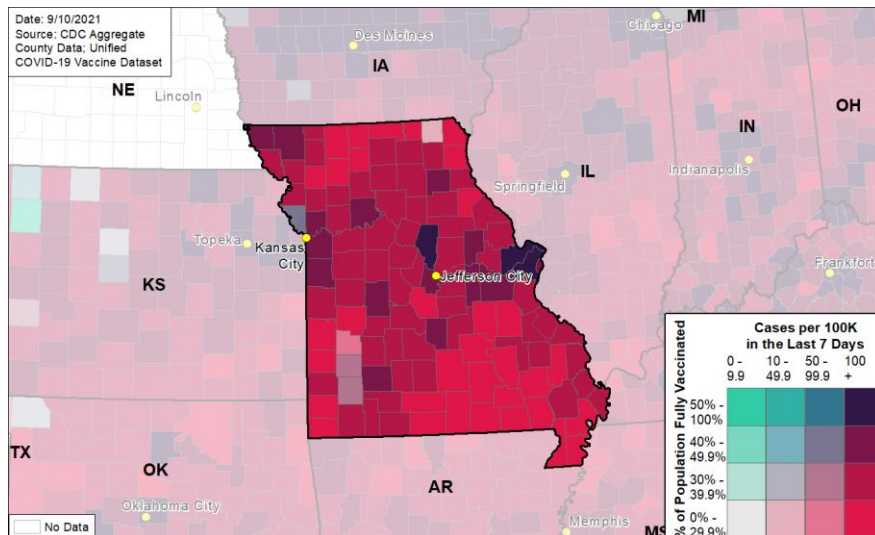 Date: 9/10/2021
Source: CDC Aggregate
County Data; Unified
COVID-19 Vaccine Dataset
MI
Chicago
Des Moines
IA
NE
Lincoln
OH
IN
Indianapolis
IL
Springfield
Topeka
Kansas
City
Jefferson City
Frankfort
KS
TX
OK
Oklahoma City
AR
Memphis
MS
No Data
Cases per 100K
in the Last 7 Days
0 - 10 - 50 - 100
9.9 49.9 99.9 +
% of Population Fully Vaccinated
50% -
100%
40% -
49.9%
30% -
39.9%
0% -
29.9%